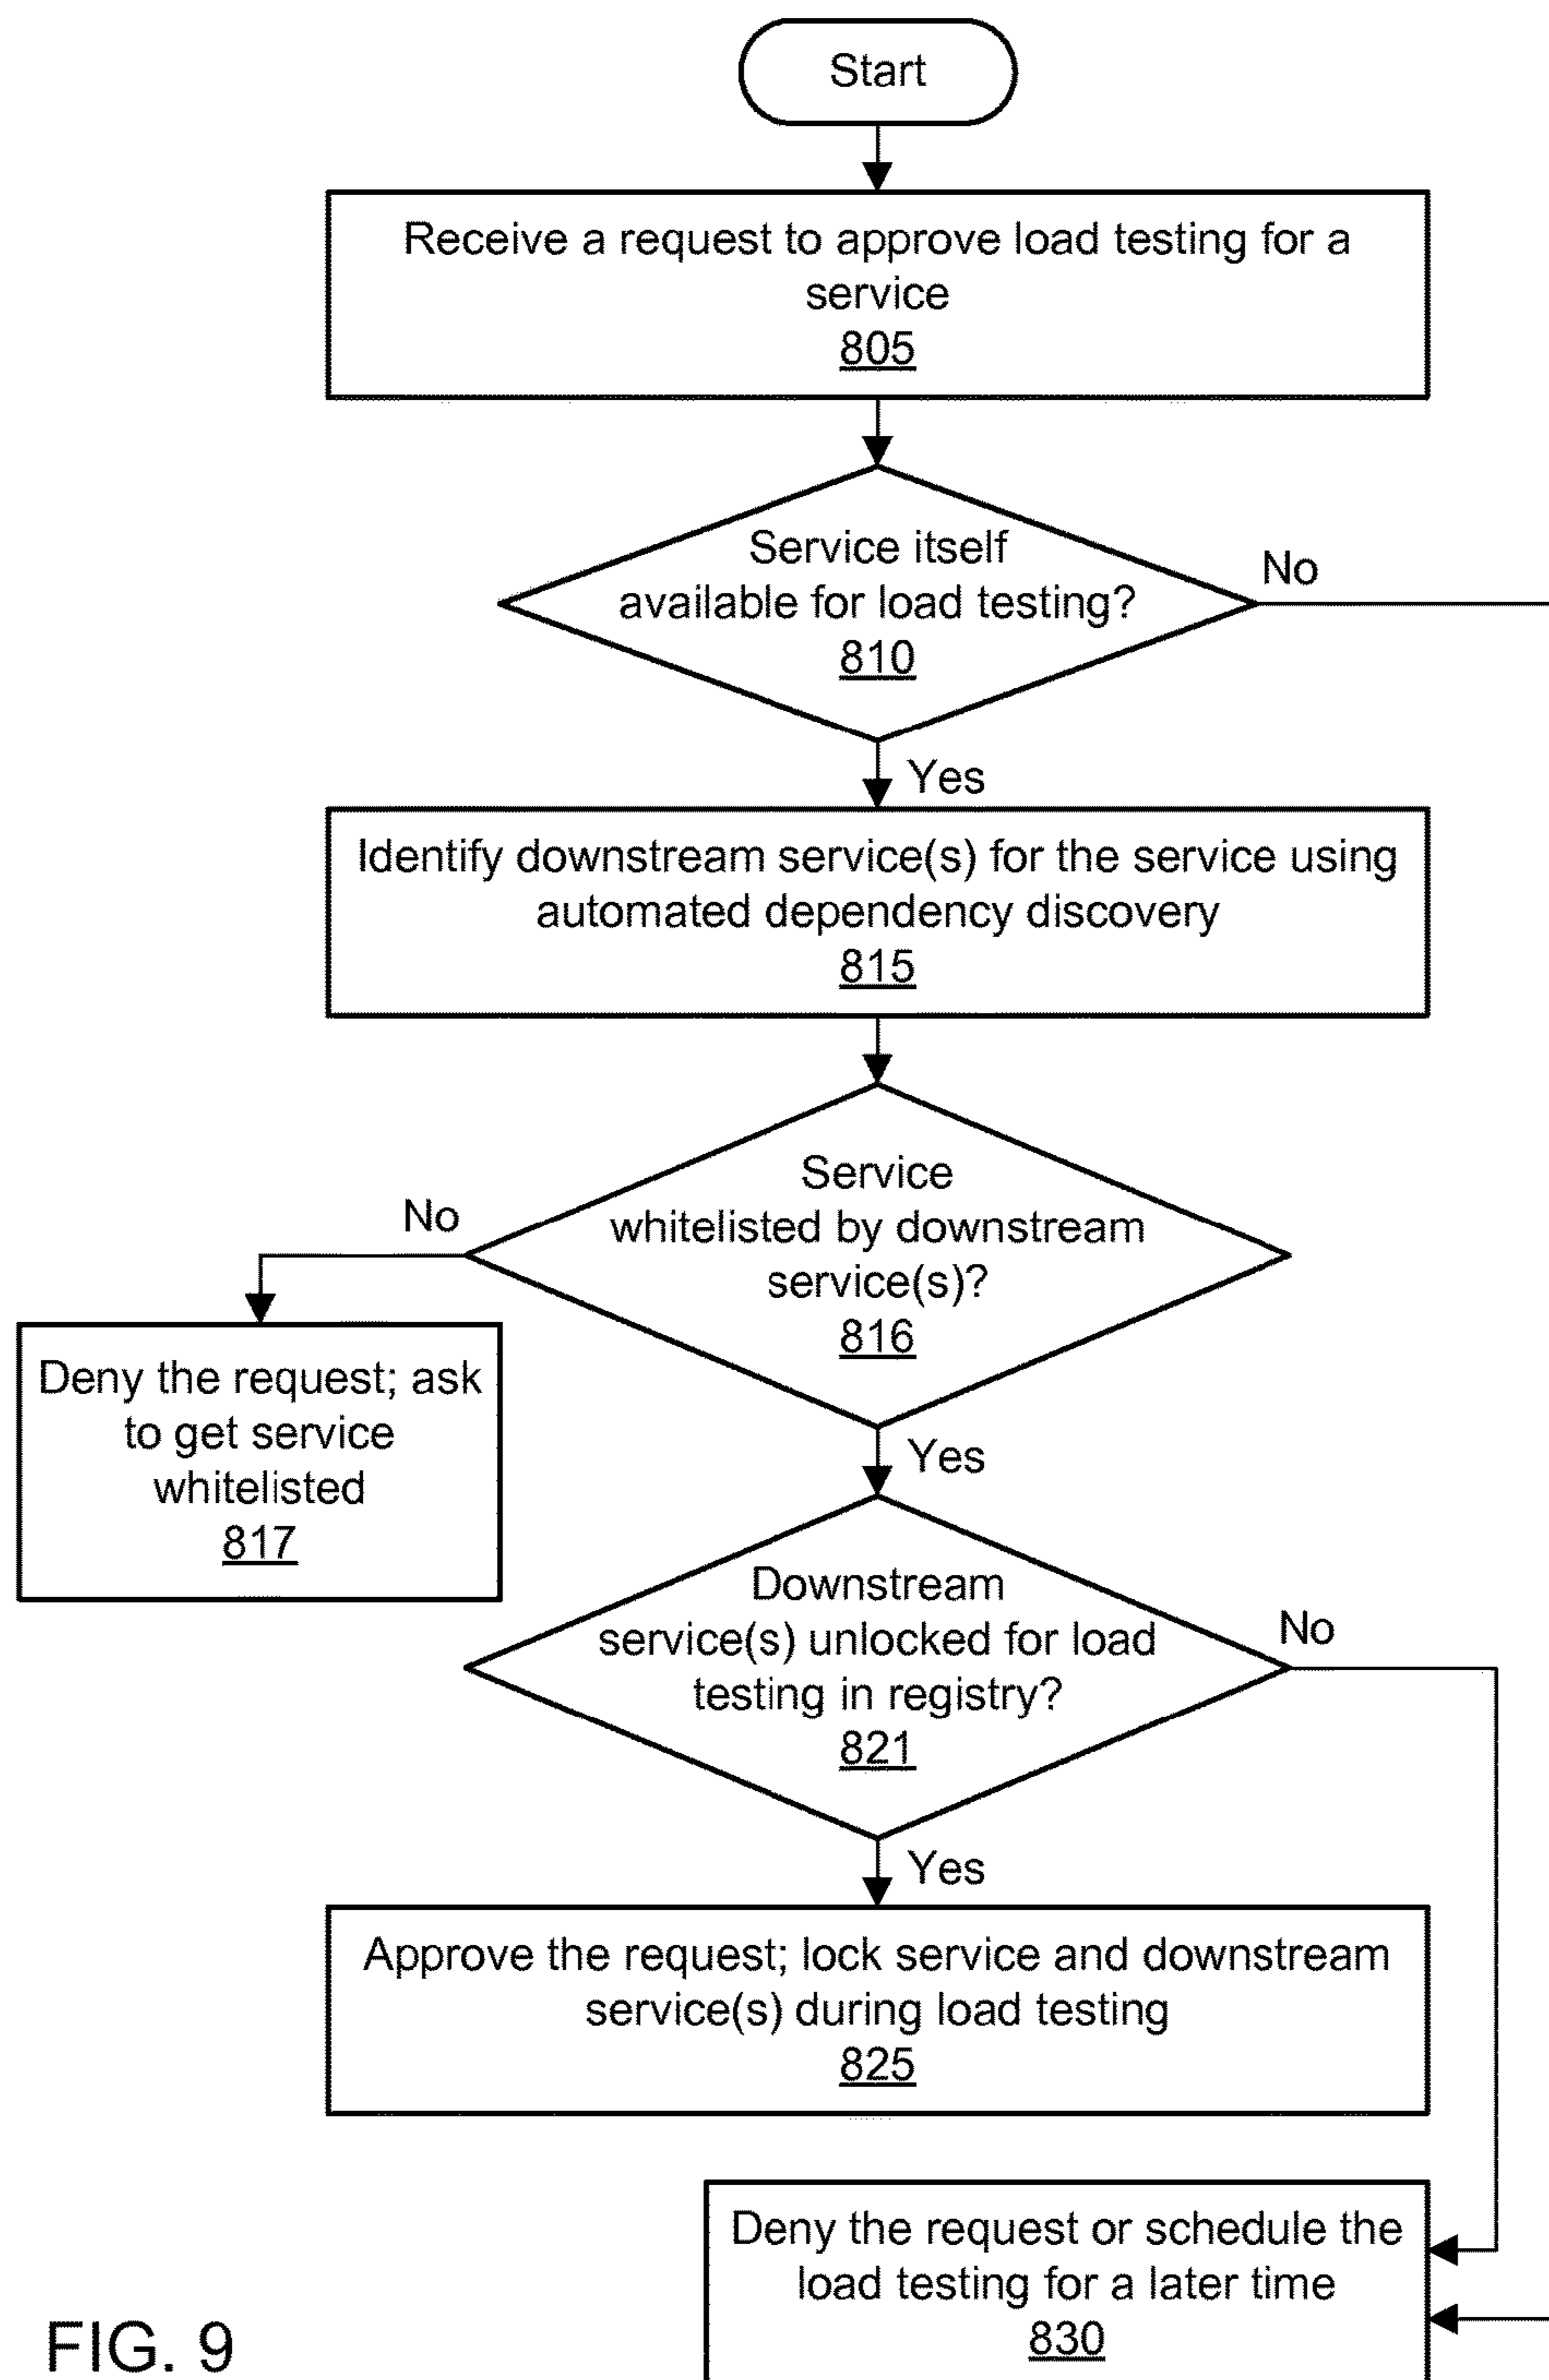 Start
Receive a request to approve load testing for a
service
805
Service itself
available for load testing?
810
No
Yes
Identify downstream service(s) for the service using
automated dependency discovery
815
Service
whitelisted by downstream
service(s)?
816
No
Deny the request; ask
to get service
whitelisted
817
Yes
Downstream
service(s) unlocked for load
testing in registry?
821
No
Yes
Approve the request; lock service and downstream
service(s) during load testing
825
Deny the request or schedule the
load testing for a later time
830
FIG. 9